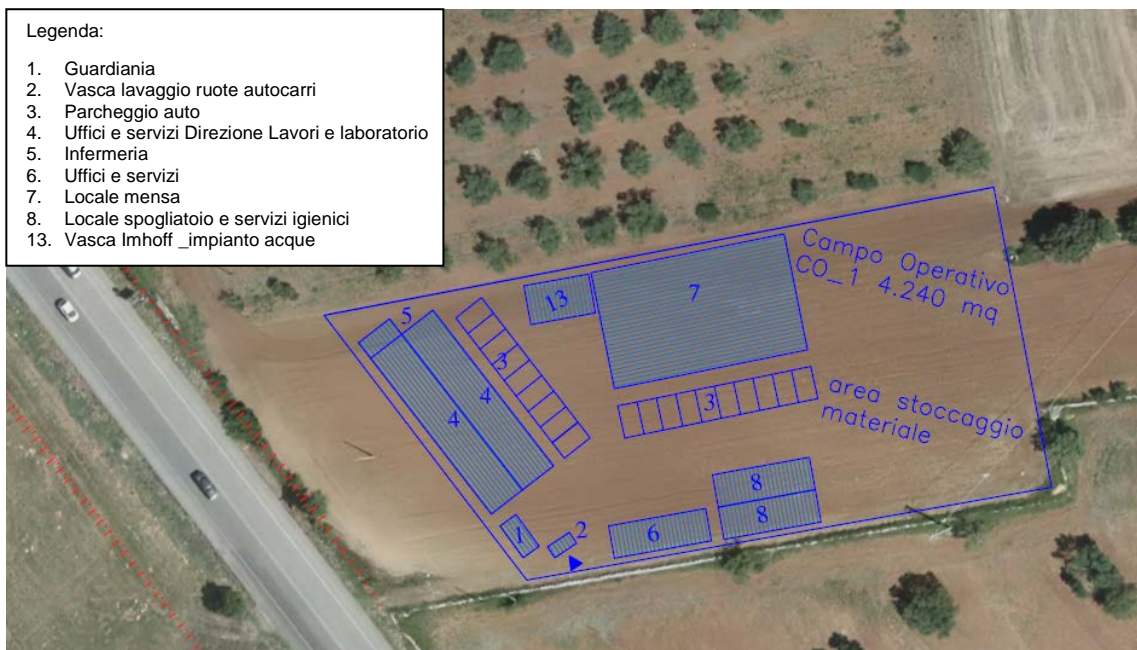 Legenda:
1. Guardiania
2. Vasca lavaggio ruote autocarri
3. Parcheggio auto
4. Uffici e servizi Direzione Lavori e laboratorio
5. Infermeria
6. Uffici e servizi
7. Locale mensa
8. Locale spogliatoio e servizi igienici
13. Vasca Imhoff _impianto acque
Campo Operativo
CO_1 4.240 mq
13
7
5
3
4
4
3
area stoccaggio
materiale
8
8
6
1
2